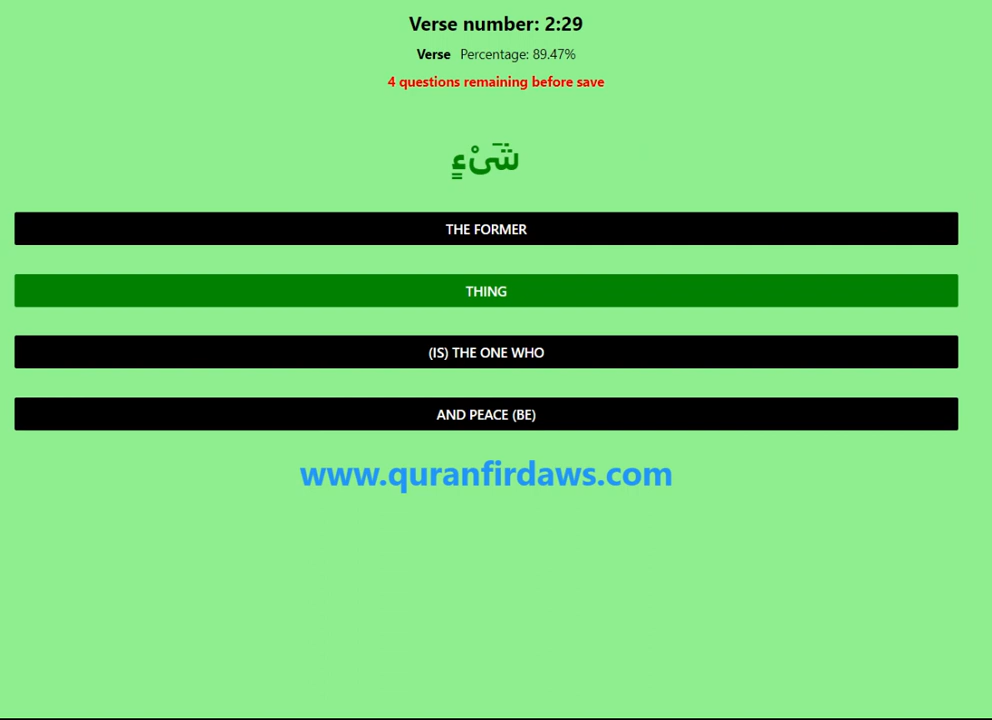 Verse number: 2:29
Verse Percentage: 89.47%
4 questions remaining before save
شَىْءٍ
THE FORMER
THING
(IS) THE ONE WHO
AND PEACE (BE)
www.quranfirdaws.com